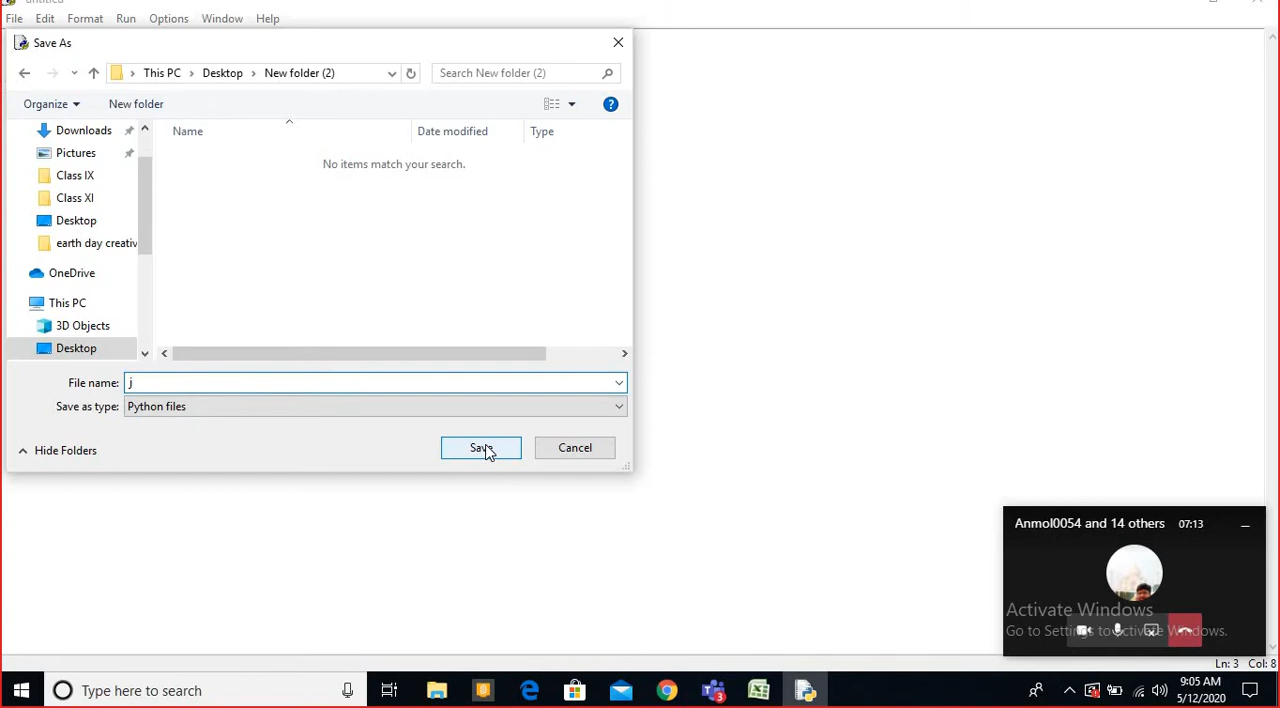 untitled
File Edit Format Run Options Window Help
Save As
This PC Desktop New folder (2)
Search New folder (2)
Organize New folder
Downloads
Pictures
Class IX
Class XI
Desktop
earth day creativ
OneDrive
This PC
3D Objects
Desktop
Name Date modified Type
No items match your search.
File name: j
Save as type: Python files
Hide Folders
Save Cancel
Anmol0054 and 14 others 07:13
Activate Windows
Go to Settings to activate Windows.
Ln: 3 Col: 8
Type here to search
3
9:05 AM
5/12/2020